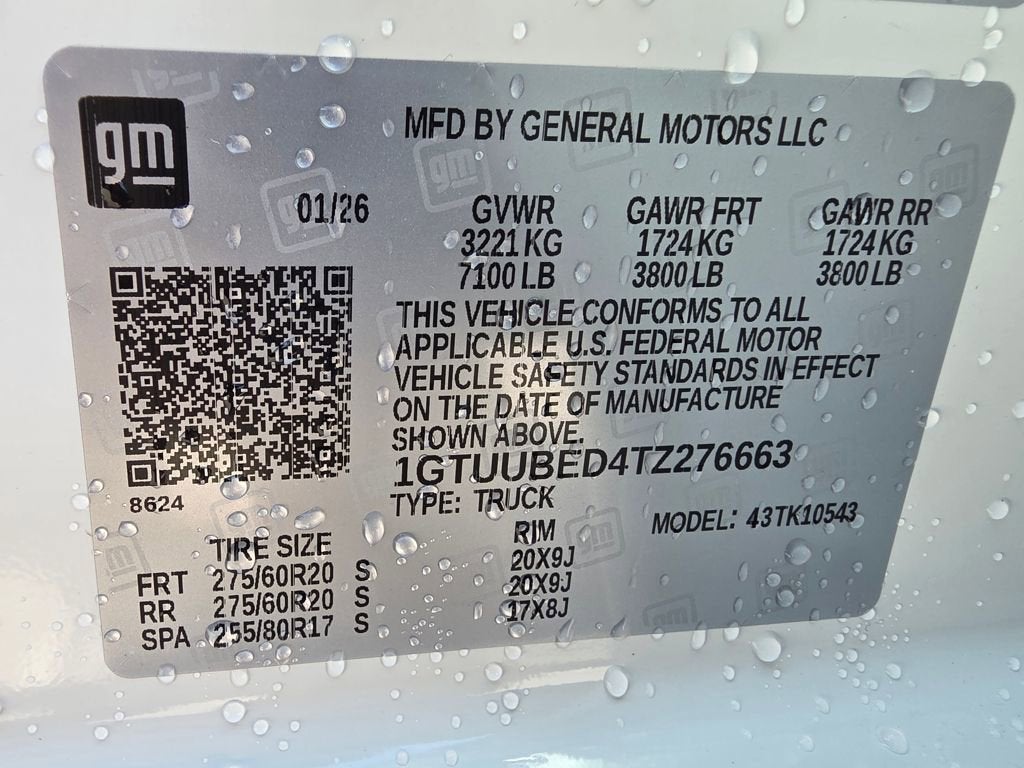 gm
MFD BY GENERAL MOTORS LLC
01/26 GVWR GAWR FRT GAWR RR
3221 KG 1724 KG 1724 KG
7100 LB 3800 LB 3800 LB
THIS VEHICLE CONFORMS TO ALL
APPLICABLE U.S. FEDERAL MOTOR
VEHICLE SAFETY STANDARDS IN EFFECT
ON THE DATE OF MANUFACTURE
SHOWN ABOVE.
1GTUUBED4TZ276663
8624
TYPE: TRUCK MODEL: 43TK10543
TIRE SIZE RIM
FRT 275/60R20 S 20X9J
RR 275/60R20 S 20X9J
SPA 255/80R17 S 17X8J